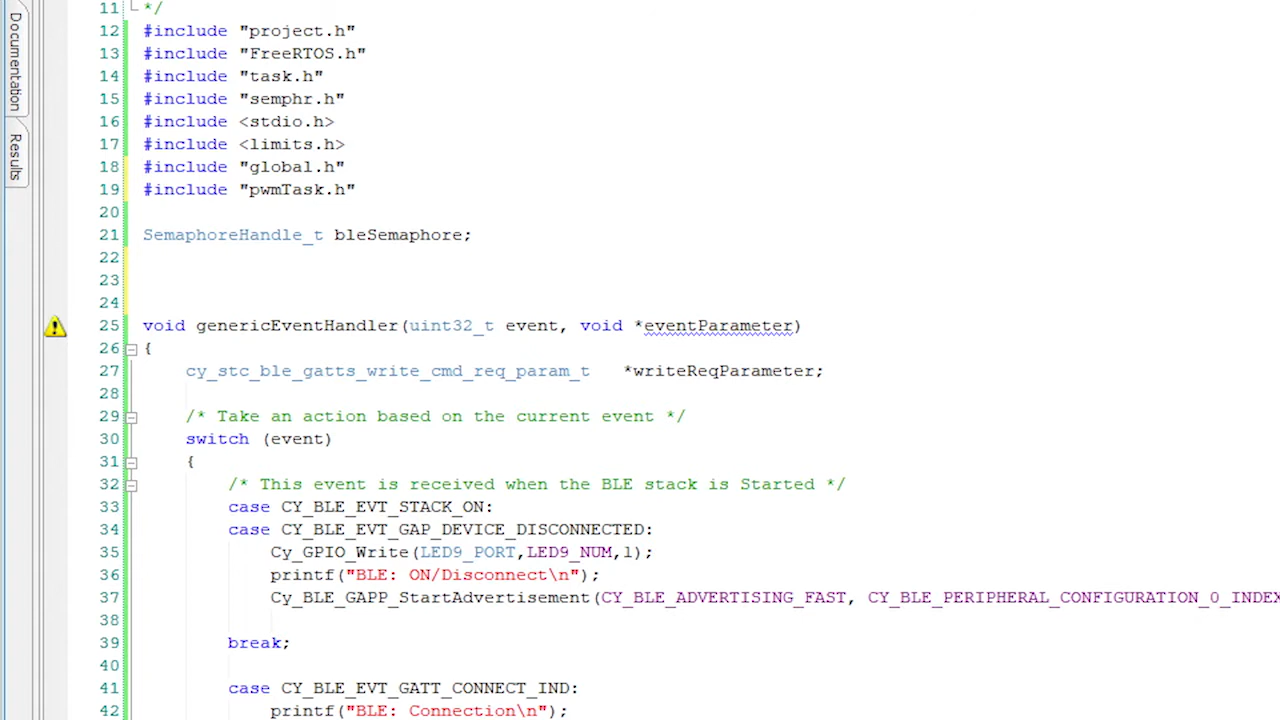 Documentation
Results
11 */
12 #include "project.h"
13 #include "FreeRTOS.h"
14 #include "task.h"
15 #include "semphr.h"
16 #include <stdio.h>
17 #include <limits.h>
18 #include "global.h"
19 #include "pwmTask.h"
20
21 SemaphoreHandle_t bleSemaphore;
22
23
24
25 void genericEventHandler(uint32_t event, void *eventParameter)
26 {
27 cy_stc_ble_gatts_write_cmd_req_param_t *writeReqParameter;
28
29 /* Take an action based on the current event */
30 switch (event)
31 {
32 /* This event is received when the BLE stack is Started */
33 case CY_BLE_EVT_STACK_ON:
34 case CY_BLE_EVT_GAP_DEVICE_DISCONNECTED:
35 Cy_GPIO_Write(LED9_PORT,LED9_NUM,1);
36 printf("BLE: ON/Disconnect\n");
37 Cy_BLE_GAPP_StartAdvertisement(CY_BLE_ADVERTISING_FAST, CY_BLE_PERIPHERAL_CONFIGURATION_0_INDEX
38
39 break;
40
41 case CY_BLE_EVT_GATT_CONNECT_IND:
42 printf("BLE: Connection\n");